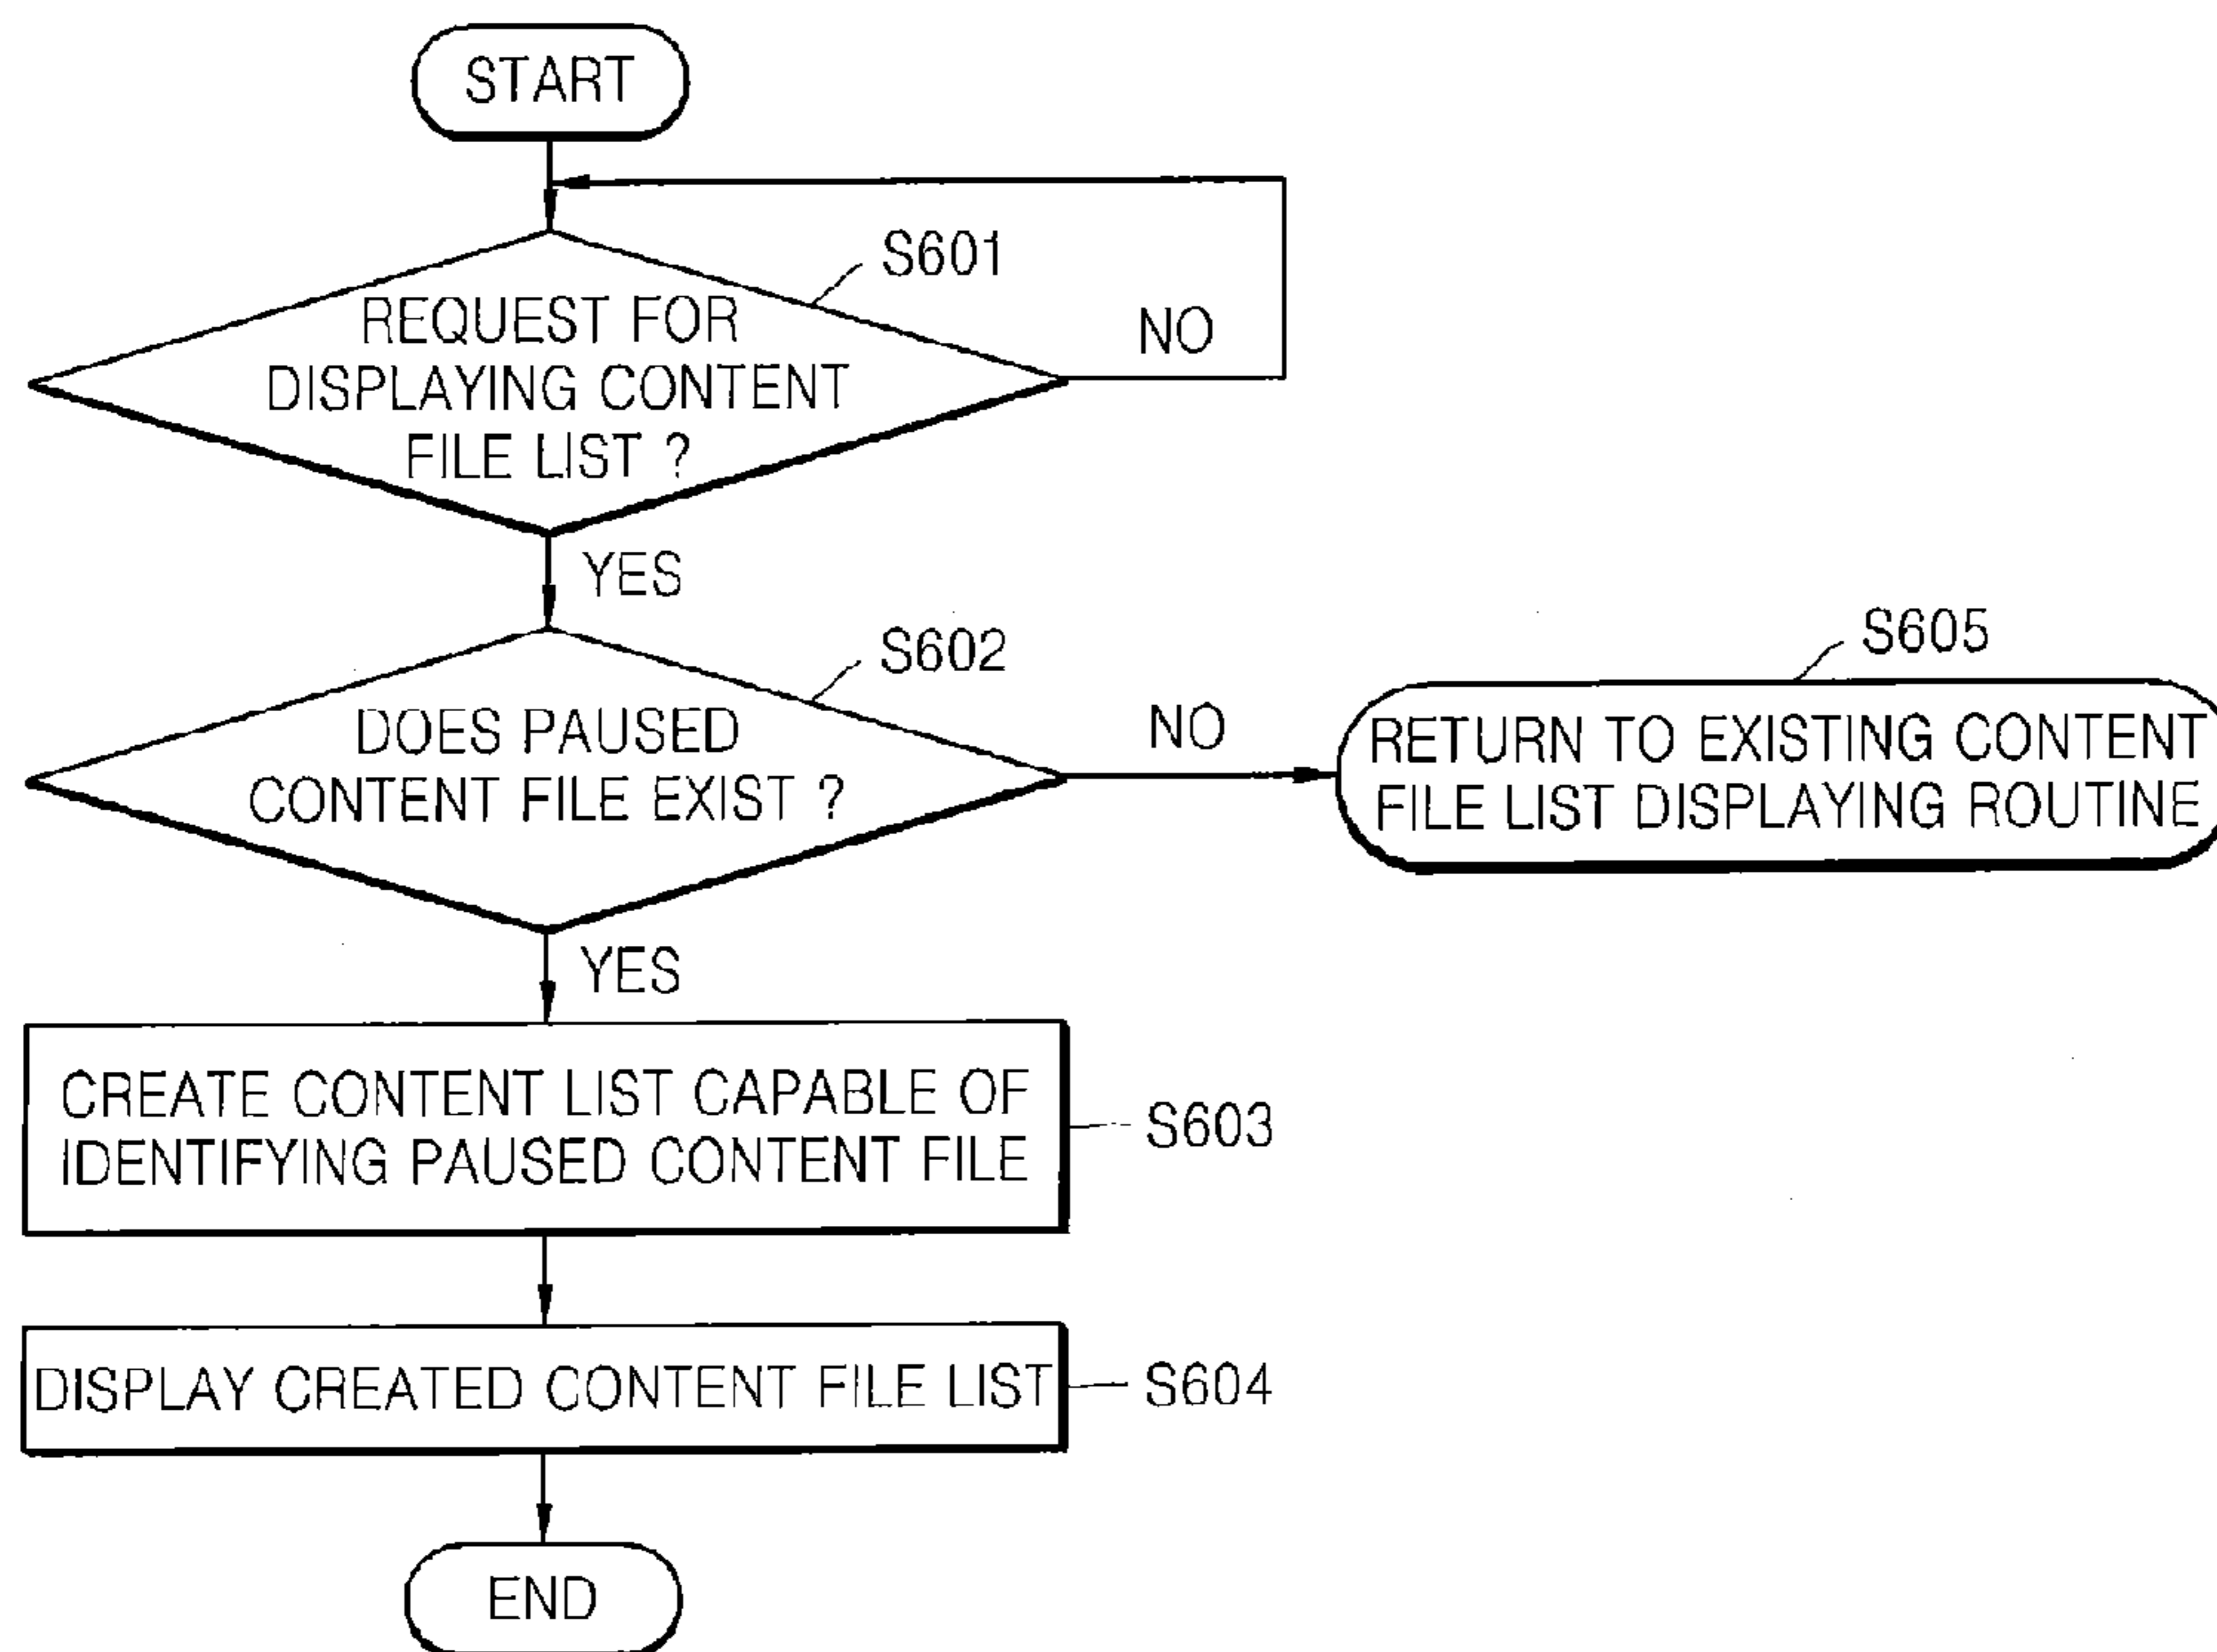 START
S601
REQUEST FOR
DISPLAYING CONTENT
FILE LIST ?
NO
YES
S602
DOES PAUSED
CONTENT FILE EXIST ?
NO
S605
RETURN TO EXISTING CONTENT
FILE LIST DISPLAYING ROUTINE
YES
CREATE CONTENT LIST CAPABLE OF
IDENTIFYING PAUSED CONTENT FILE
S603
DISPLAY CREATED CONTENT FILE LIST
S604
END